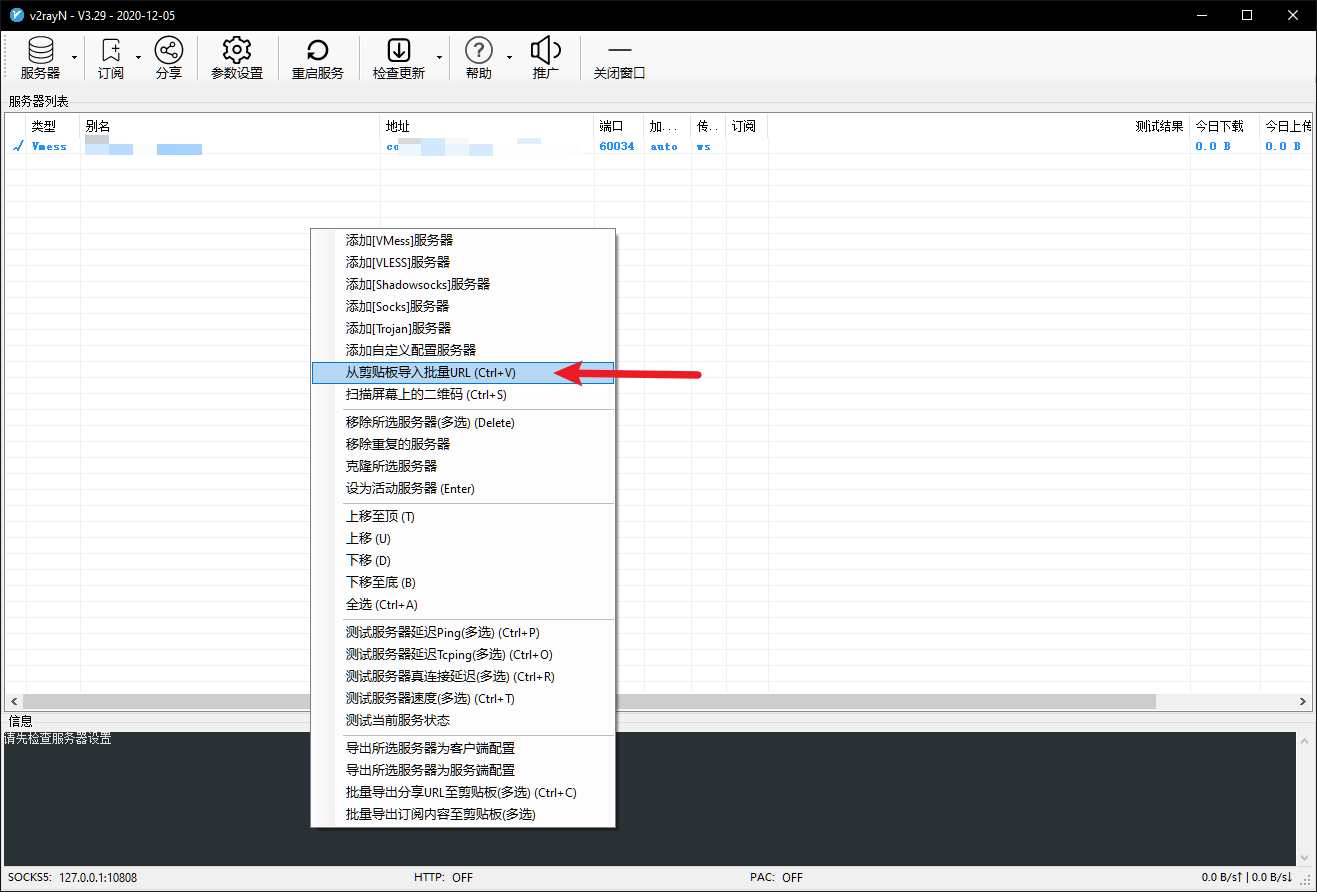 v2rayN - V3.29 - 2020-12-05
服务器 订阅 分享 参数设置 重启服务 检查更新 帮助 推广 关闭窗口
服务器列表
类型 别名 地址 端口 加... 传.. 订阅 测试结果 今日下载 今日上传
Vmess co 60034 auto ws 0.0 B 0.0 B
添加[VMess]服务器
添加[VLESS]服务器
添加[Shadowsocks]服务器
添加[Socks]服务器
添加[Trojan]服务器
添加自定义配置服务器
从剪贴板导入批量URL (Ctrl+V)
扫描屏幕上的二维码 (Ctrl+S)
移除所选服务器(多选) (Delete)
移除重复的服务器
克隆所选服务器
设为活动服务器 (Enter)
上移至顶 (T)
上移 (U)
下移 (D)
下移至底 (B)
全选 (Ctrl+A)
测试服务器延迟Ping(多选) (Ctrl+P)
测试服务器延迟Tcping(多选) (Ctrl+O)
测试服务器真连接延迟(多选) (Ctrl+R)
测试服务器速度(多选) (Ctrl+T)
测试当前服务状态
导出所选服务器为客户端配置
导出所选服务器为服务端配置
批量导出分享URL至剪贴板(多选) (Ctrl+C)
批量导出订阅内容至剪贴板(多选)
信息
请先检查服务器设置
SOCKS5: 127.0.0.1:10808 HTTP: OFF PAC: OFF 0.0 B/s↑ | 0.0 B/s↓